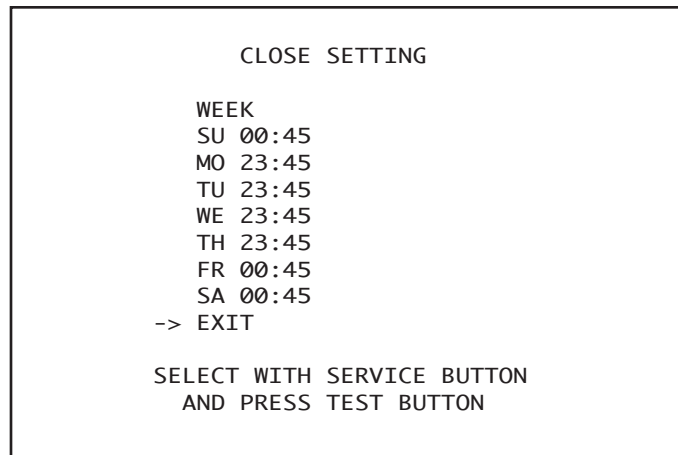 CLOSE SETTING
WEEK
SU 00:45
MO 23:45
TU 23:45
WE 23:45
TH 23:45
FR 00:45
SA 00:45
-> EXIT
SELECT WITH SERVICE BUTTON
AND PRESS TEST BUTTON